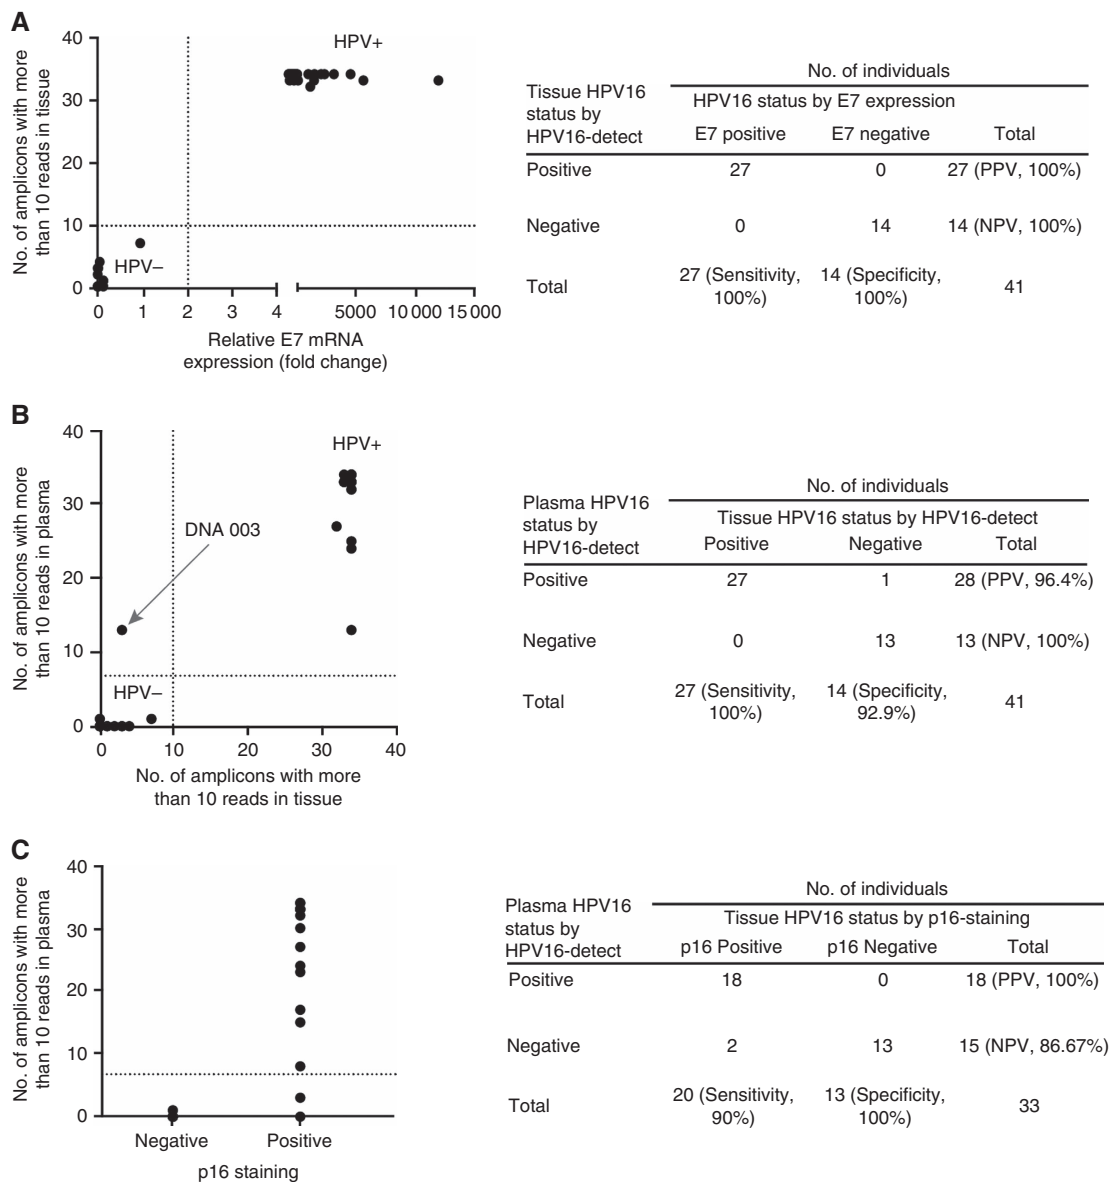 A
No. of amplicons with more
than 10 reads in tissue
40
30
20
10
0
HPV+
HPV–
0 1 2 3 4 5000 10 000 15 000
Relative E7 mRNA
expression (fold change)
No. of individuals
Tissue HPV16
status by
HPV16-detect
HPV16 status by E7 expression
E7 positive E7 negative Total
Positive 27 0 27 (PPV, 100%)
Negative 0 14 14 (NPV, 100%)
Total 27 (Sensitivity, 100%) 14 (Specificity, 100%) 41
B
No. of amplicons with more
than 10 reads in plasma
40
30
20
10
0
HPV+
DNA 003
HPV–
0 10 20 30 40
No. of amplicons with more
than 10 reads in tissue
No. of individuals
Plasma HPV16
status by
HPV16-detect
Tissue HPV16 status by HPV16-detect
Positive Negative Total
Positive 27 1 28 (PPV, 96.4%)
Negative 0 13 13 (NPV, 100%)
Total 27 (Sensitivity, 100%) 14 (Specificity, 92.9%) 41
C
No. of amplicons with more
than 10 reads in plasma
40
30
20
10
0
Negative Positive
p16 staining
No. of individuals
Plasma HPV16
status by
HPV16-detect
Tissue HPV16 status by p16-staining
p16 Positive p16 Negative Total
Positive 18 0 18 (PPV, 100%)
Negative 2 13 15 (NPV, 86.67%)
Total 20 (Sensitivity, 90%) 13 (Specificity, 100%) 33